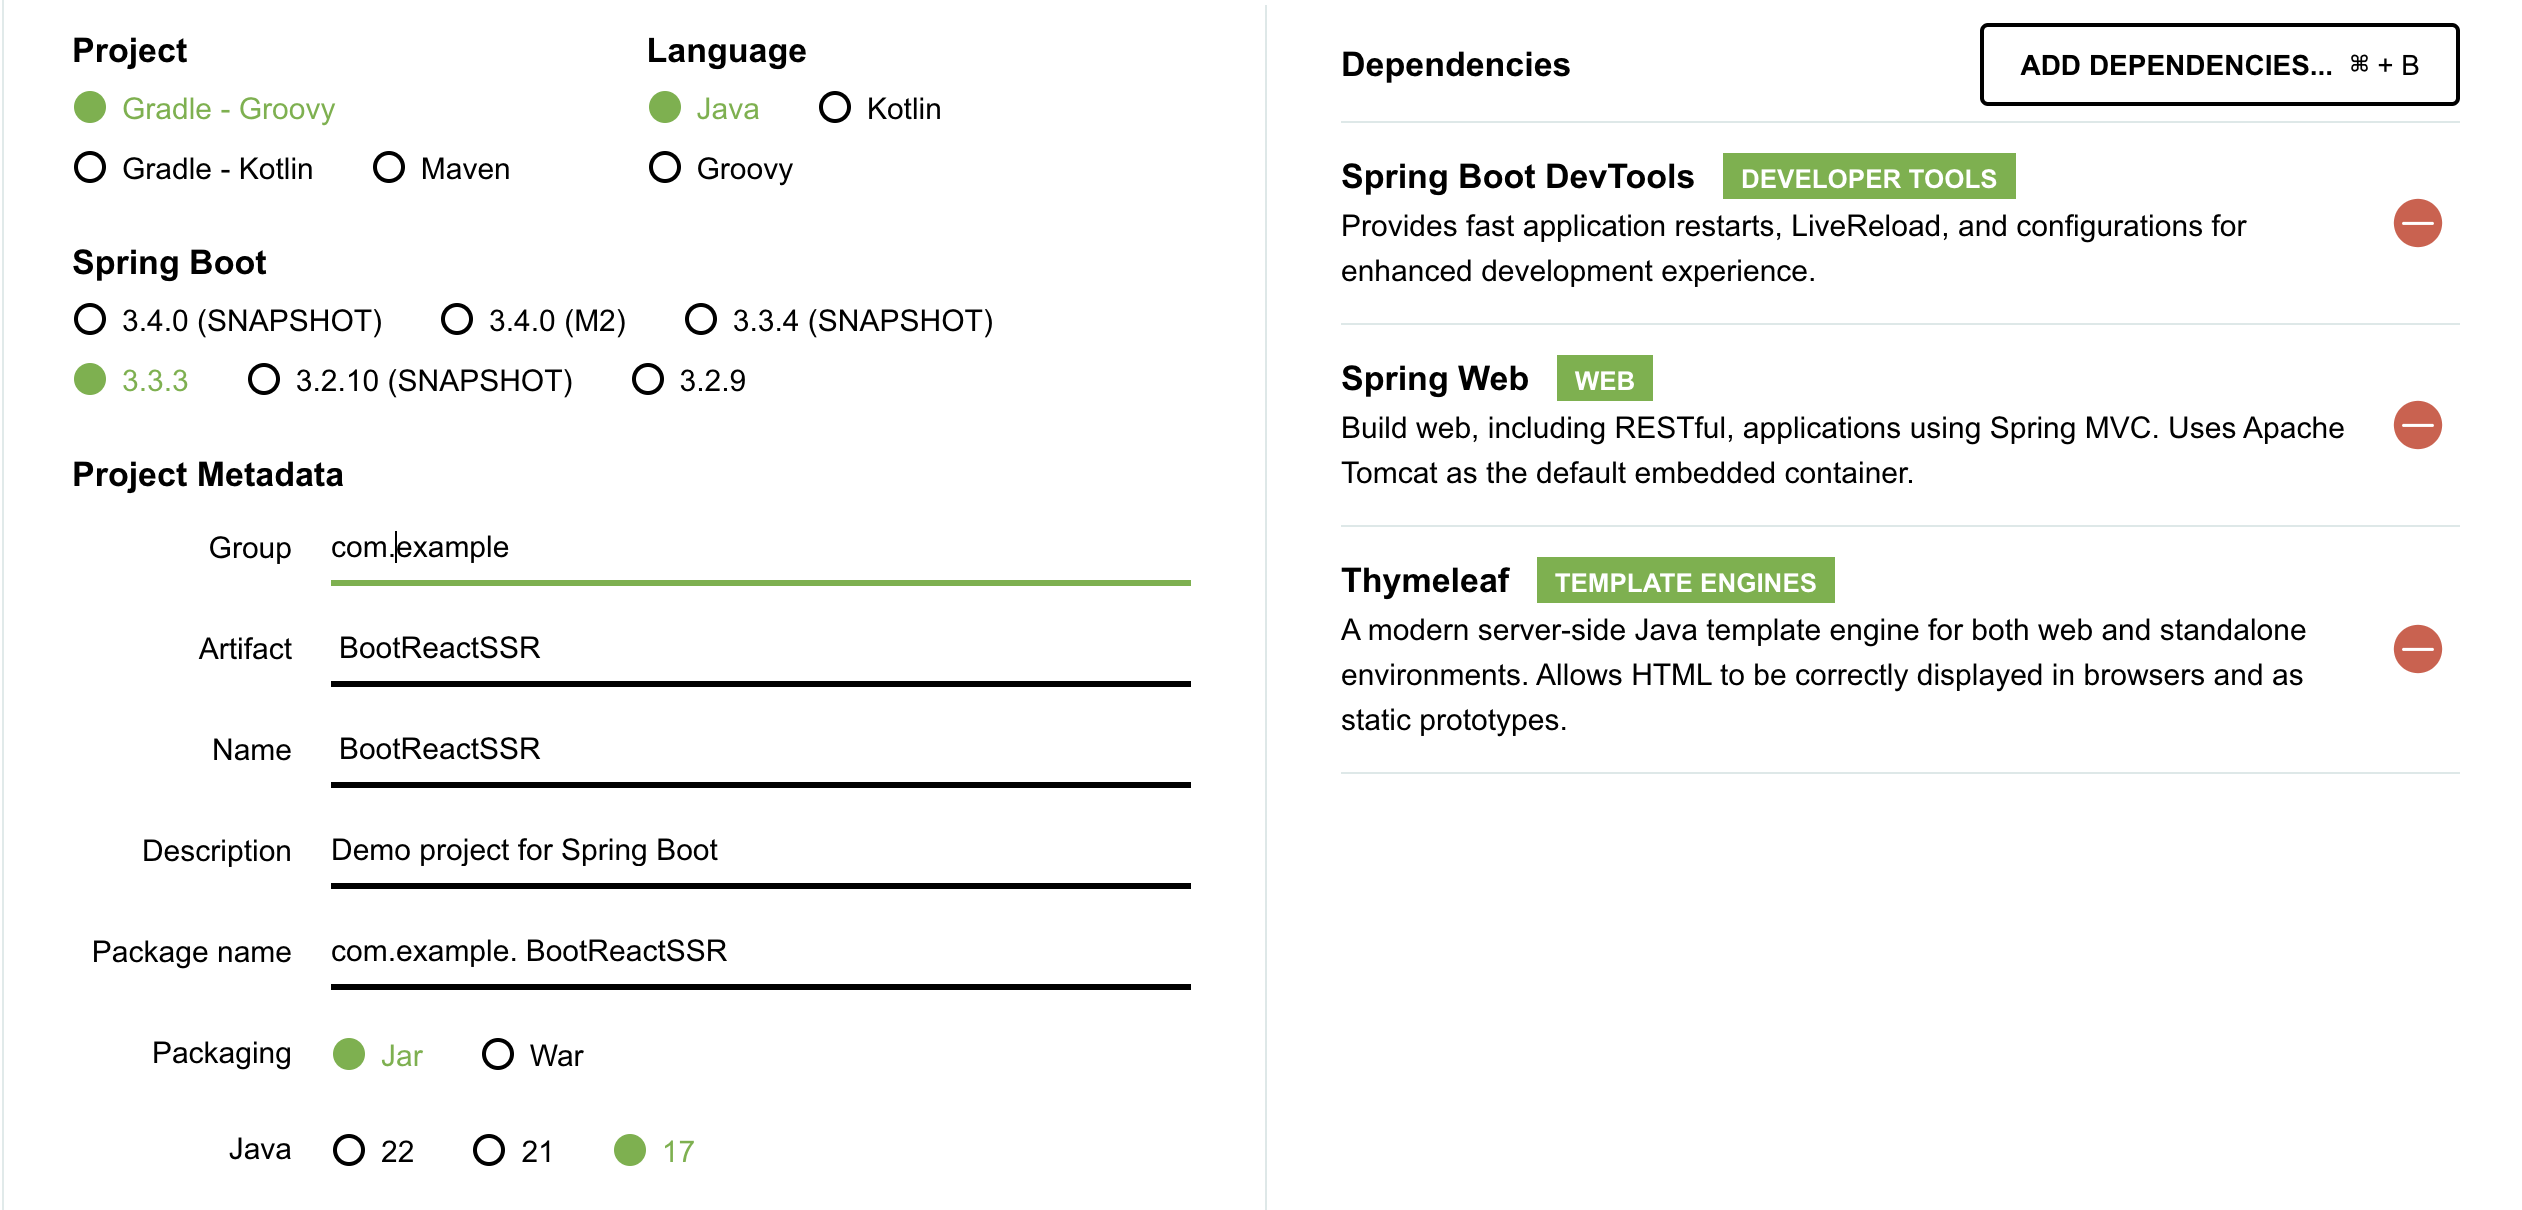 Project
Gradle - Groovy
Gradle - Kotlin Maven
Language
Java Kotlin
Groovy
Spring Boot
3.4.0 (SNAPSHOT) 3.4.0 (M2) 3.3.4 (SNAPSHOT)
3.3.3 3.2.10 (SNAPSHOT) 3.2.9
Project Metadata
Group com.example
Artifact BootReactSSR
Name BootReactSSR
Description Demo project for Spring Boot
Package name com.example. BootReactSSR
Packaging Jar War
Java 22 21 17
Dependencies
ADD DEPENDENCIES... ⌘ + B
Spring Boot DevTools DEVELOPER TOOLS
Provides fast application restarts, LiveReload, and configurations for
enhanced development experience.
Spring Web WEB
Build web, including RESTful, applications using Spring MVC. Uses Apache
Tomcat as the default embedded container.
Thymeleaf TEMPLATE ENGINES
A modern server-side Java template engine for both web and standalone
environments. Allows HTML to be correctly displayed in browsers and as
static prototypes.